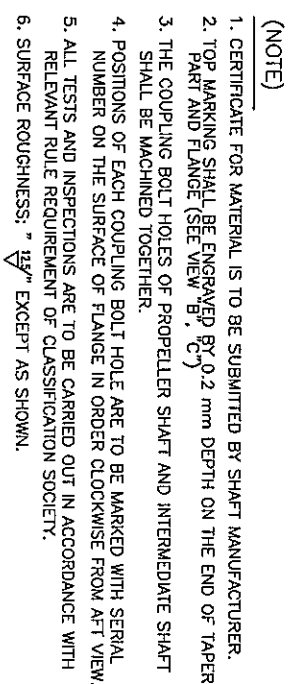 (NOTE)
1. CERTIFICATE FOR MATERIAL IS TO BE SUBMITTED BY SHAFT MANUFACTURER.
2. TOP MARKING SHALL BE ENGRAVED BY 0.2 mm DEPTH ON THE END OF TAPER
PART AND FLANGE (SEE VIEW "B", "C")
3. THE COUPLING BOLT HOLES OF PROPELLER SHAFT AND INTERMEDIATE SHAFT
SHALL BE MACHINED TOGETHER.
4. POSITIONS OF EACH COUPLING BOLT HOLE ARE TO BE MARKED WITH SERIAL
NUMBER ON THE SURFACE OF FLANGE IN ORDER CLOCKWISE FROM AFT VIEW.
5. ALL TESTS AND INSPECTIONS ARE TO BE CARRIED OUT IN ACCORDANCE WITH
RELEVANT RULE REQUIREMENT OF CLASSIFICATION SOCIETY.
6. SURFACE ROUGHNESS; " 12.5/" EXCEPT AS SHOWN.